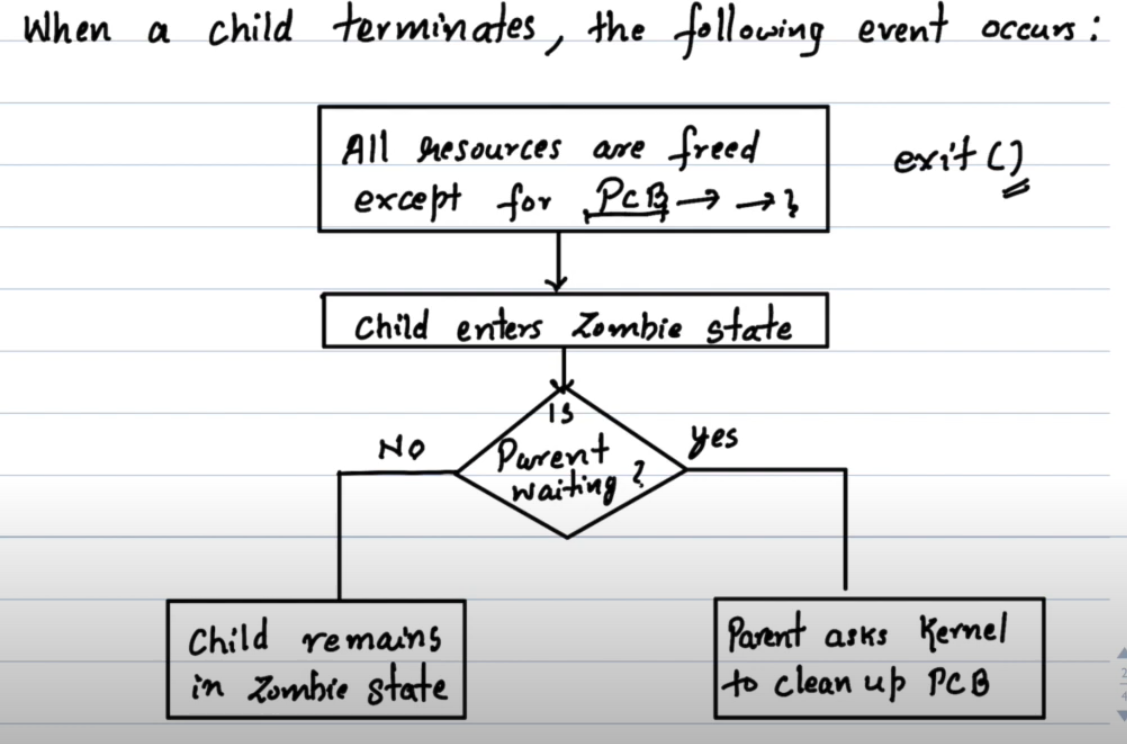 When a child terminates, the following event occurs:
All resources are freed
except for PCB → → }
exit()
Child enters Zombie state
Is
Parent
waiting?
No
yes
Child remains
in Zombie state
Parent asks Kernel
to clean up PCB